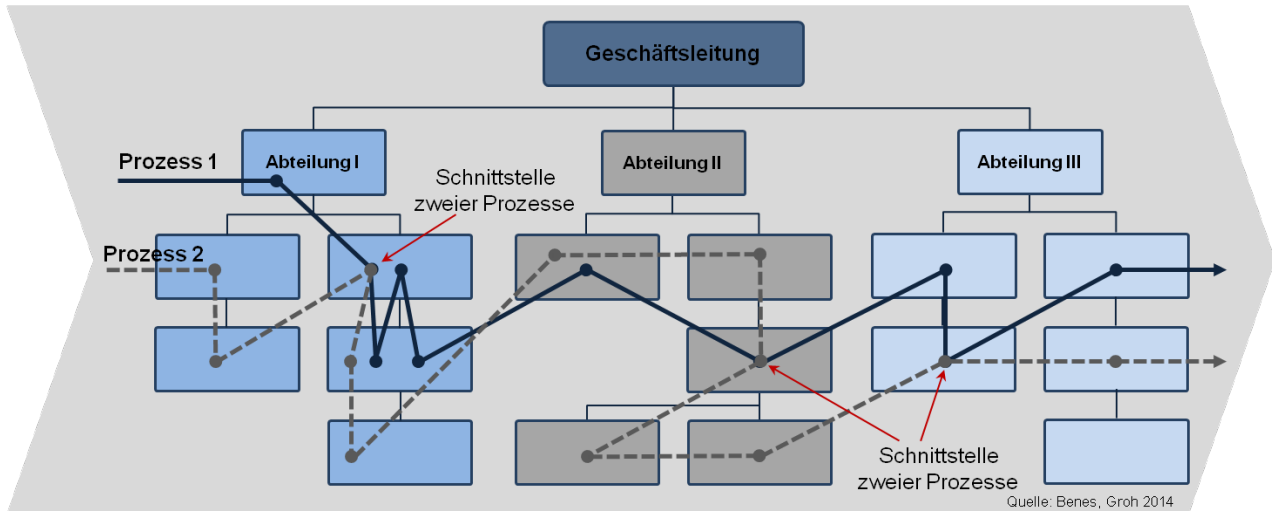 Geschäftsleitung
Prozess 1
Abteilung I
Abteilung II
Abteilung III
Schnittstelle
zweier Prozesse
Prozess 2
Schnittstelle
zweier Prozesse
Quelle: Benes, Groh 2014